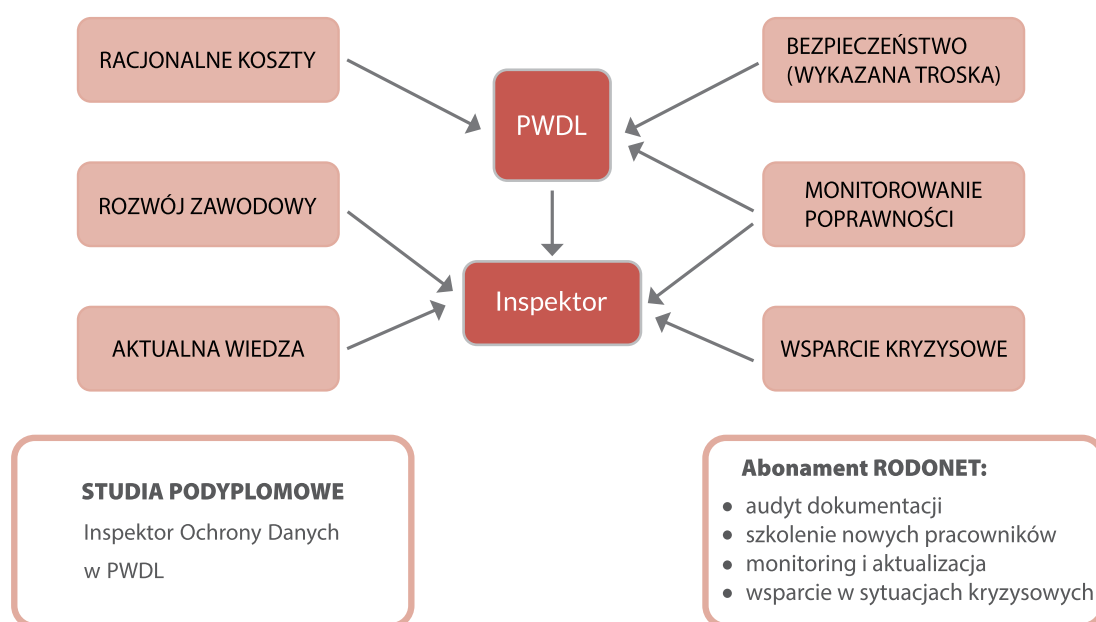 RACJONALNE KOSZTY
BEZPIECZEŃSTWO
(WYKAZANA TROSKA)
PWDL
ROZWÓJ ZAWODOWY
MONITOROWANIE
POPRAWNOŚCI
Inspektor
AKTUALNA WIEDZA
WSPARCIE KRYZYSOWE
STUDIA PODYPLOMOWE
Inspektor Ochrony Danych
w PWDL
Abonament RODONET:
• audyt dokumentacji
• szkolenie nowych pracowników
• monitoring i aktualizacja
• wsparcie w sytuacjach kryzysowych